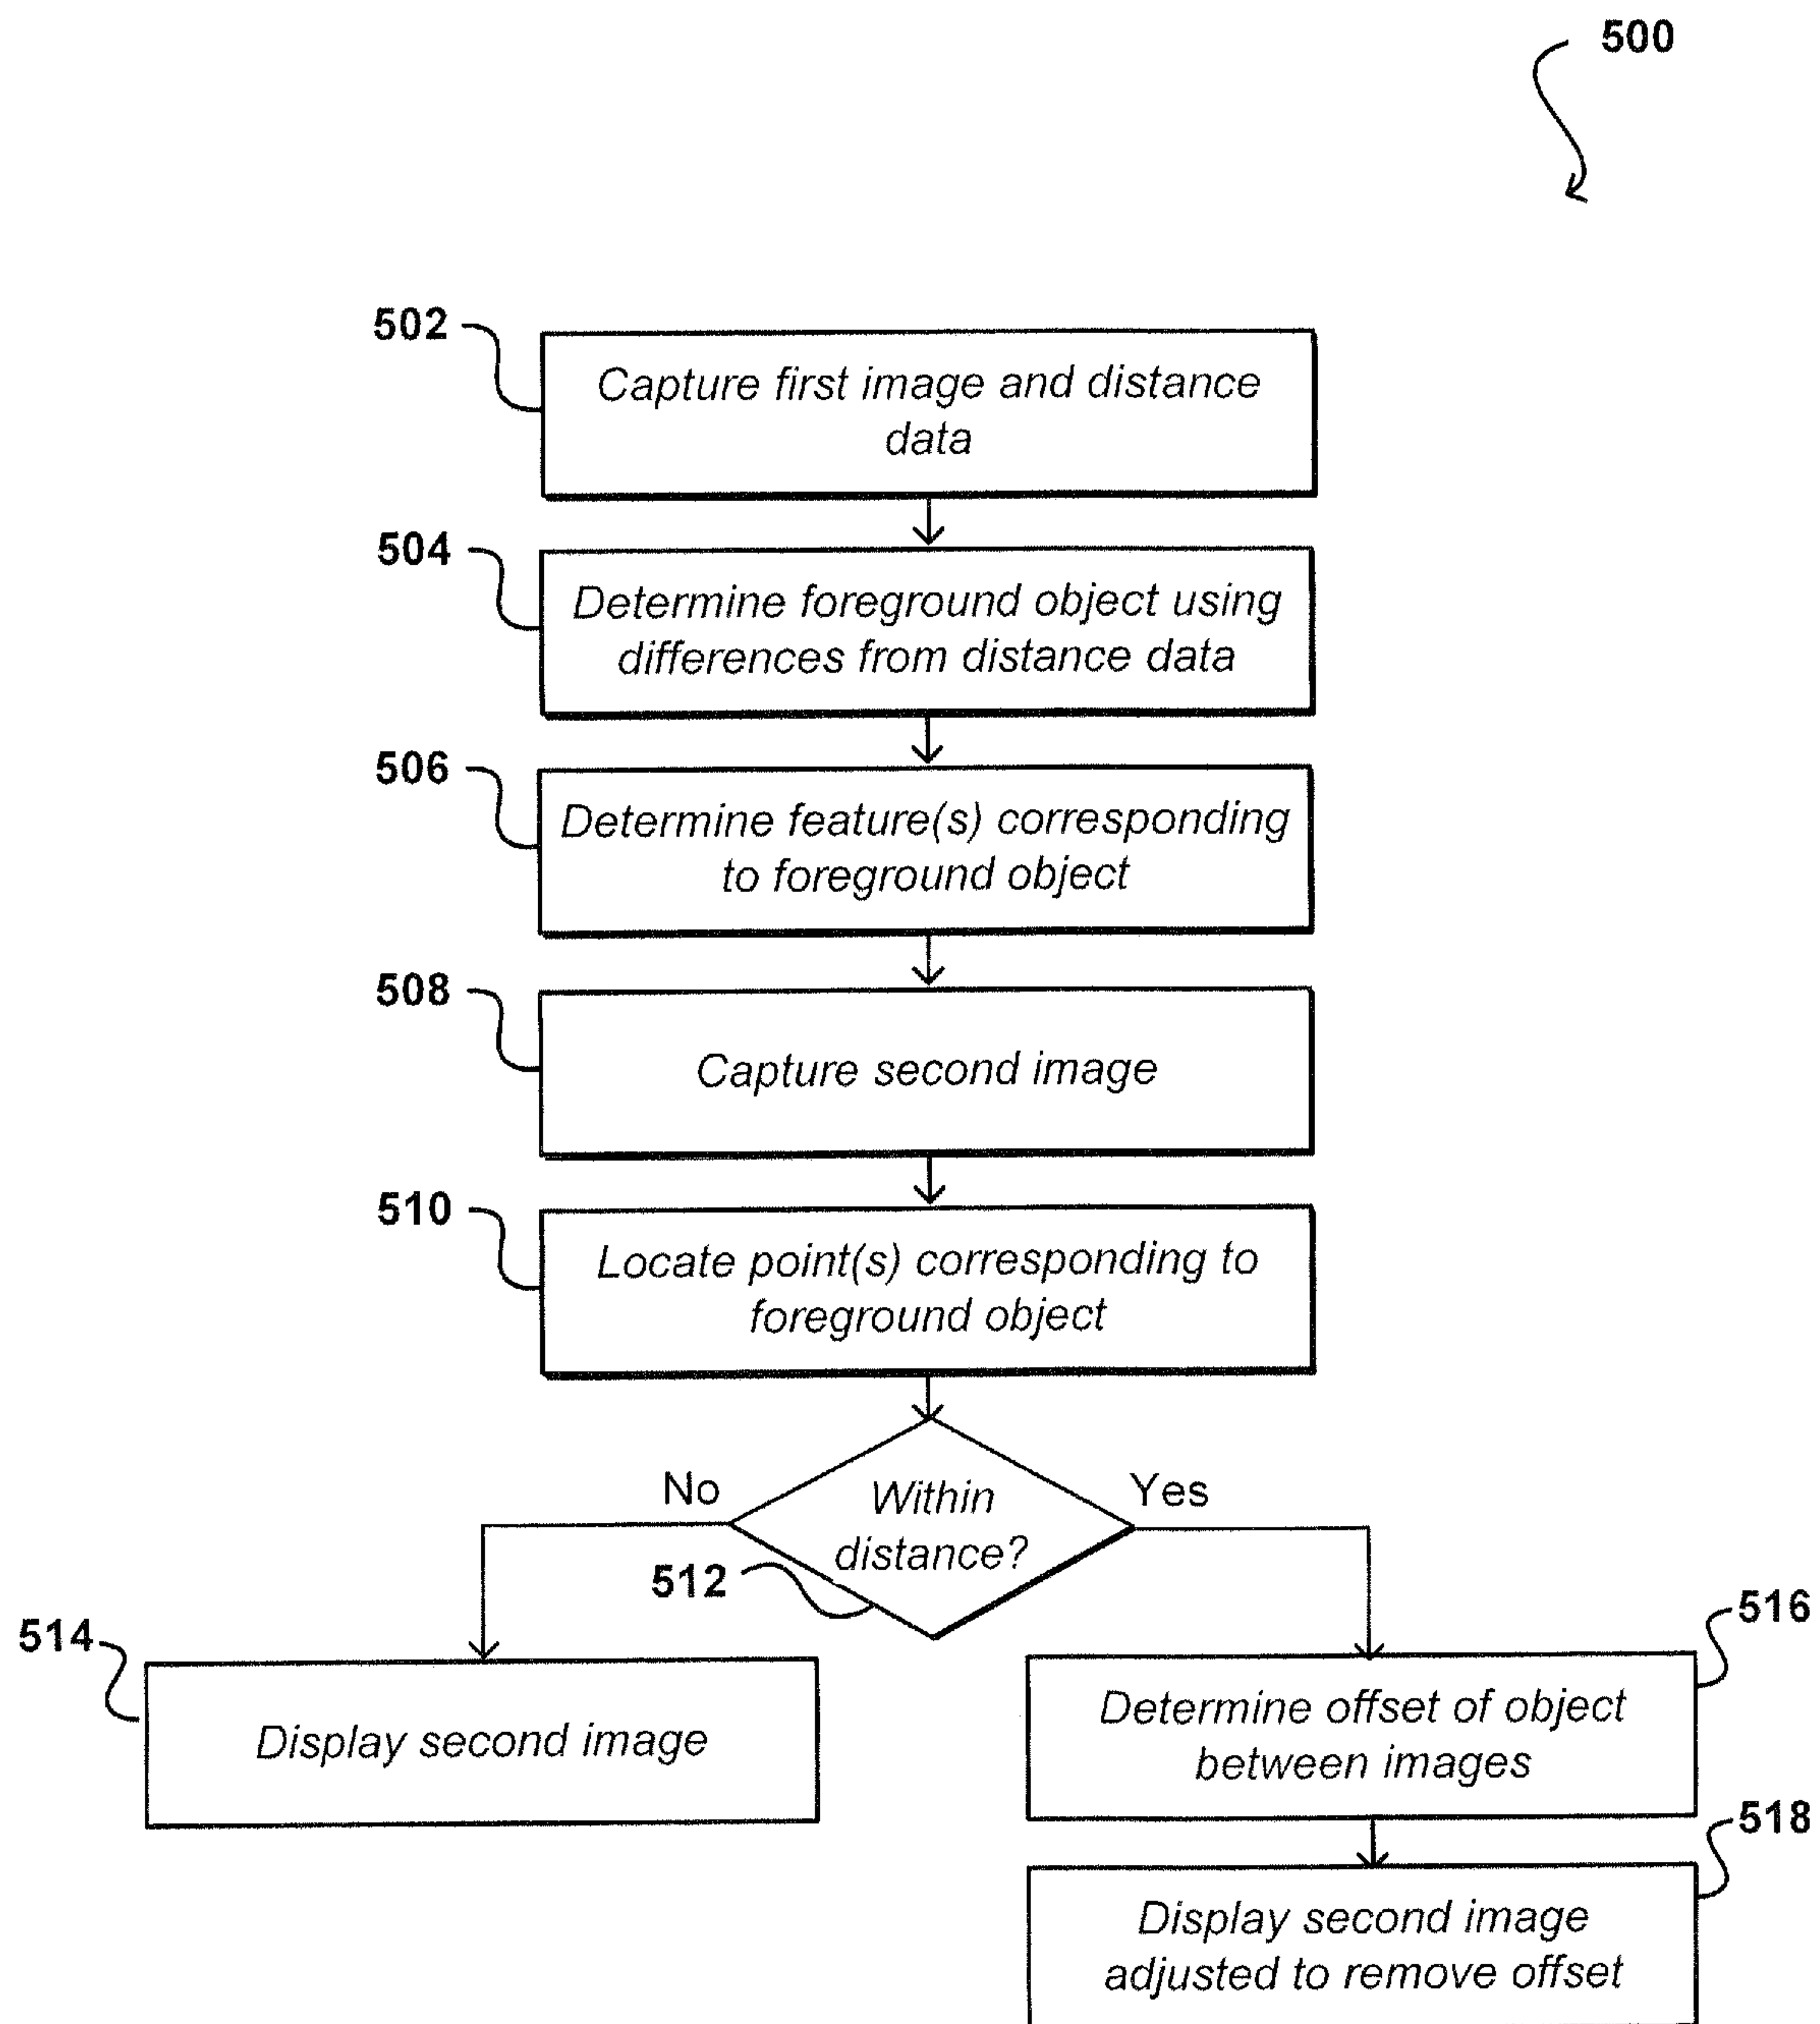 500
502
Capture first image and distance
data
504
Determine foreground object using
differences from distance data
506
Determine feature(s) corresponding
to foreground object
508
Capture second image
510
Locate point(s) corresponding to
foreground object
No
Within
distance?
Yes
512
514
Display second image
516
Determine offset of object
between images
518
Display second image
adjusted to remove offset